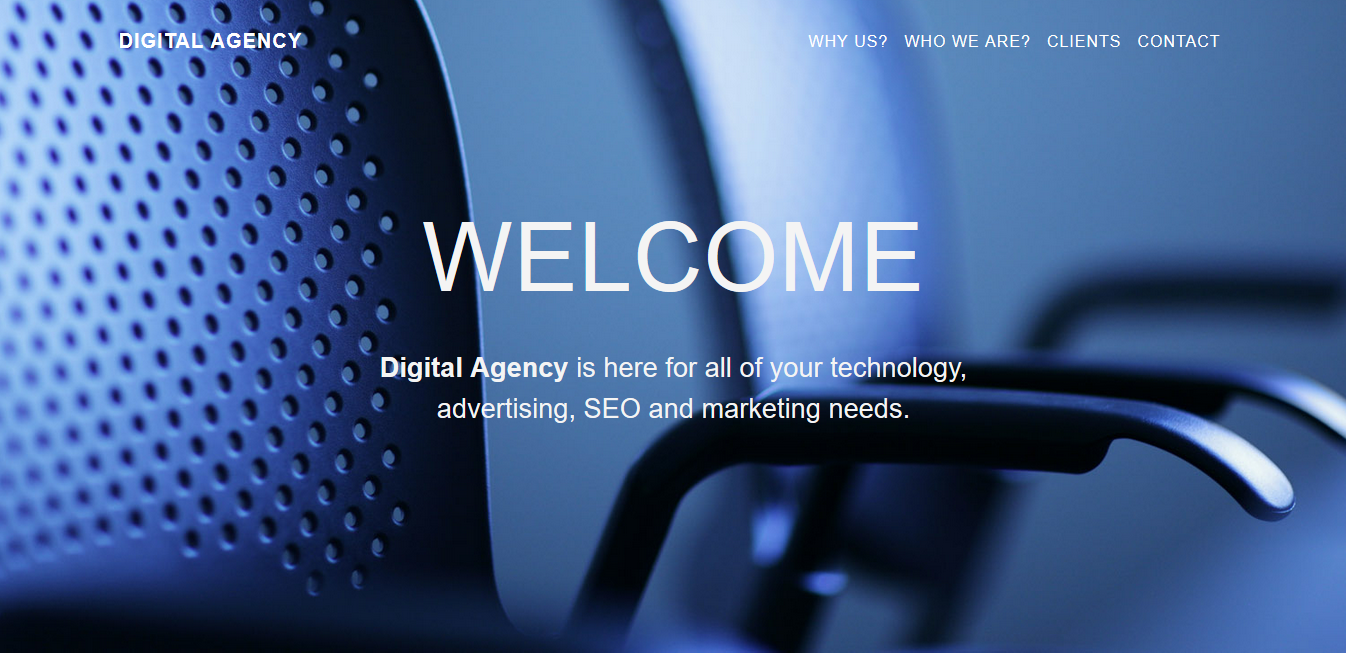 DIGITAL AGENCY
WHY US? WHO WE ARE? CLIENTS CONTACT
WELCOME
Digital Agency is here for all of your technology,
advertising, SEO and marketing needs.